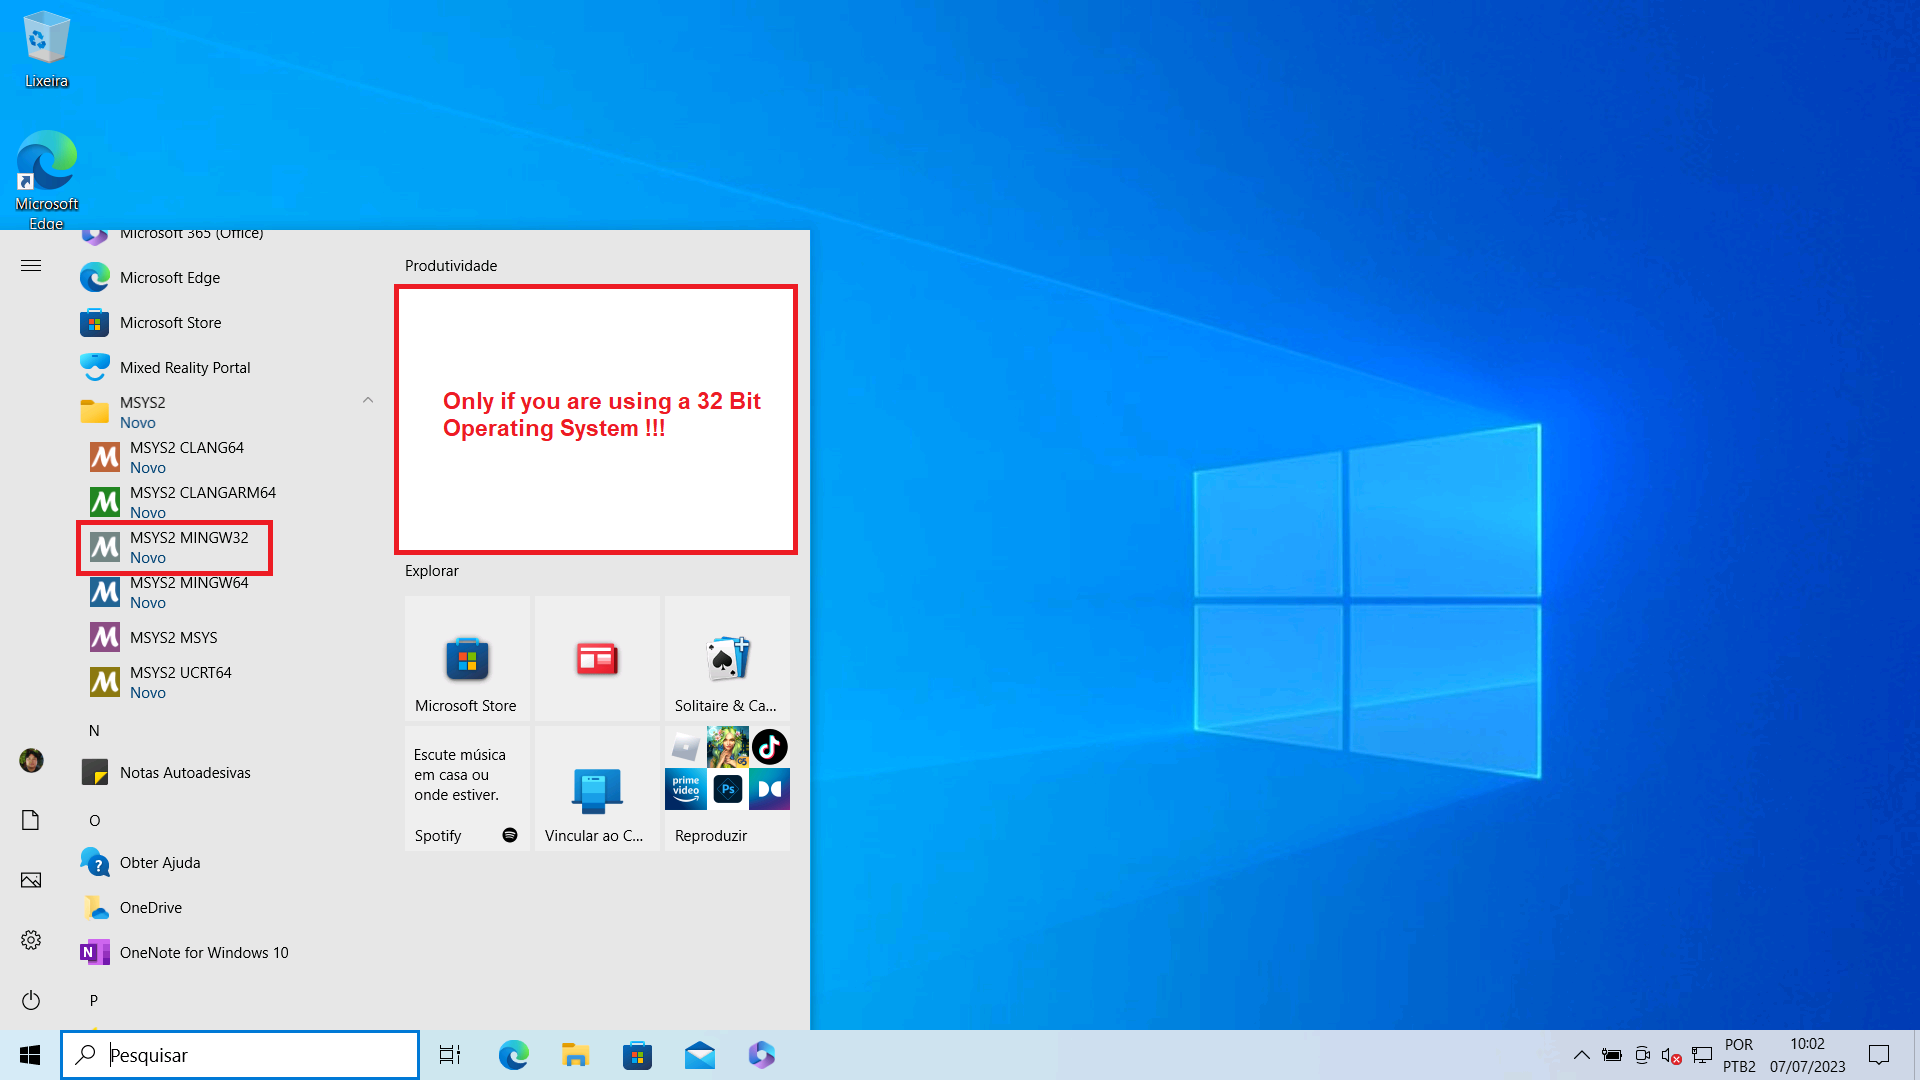 Lixeira
Microsoft
Edge
Microsoft 365 (Office)
Microsoft Edge
Microsoft Store
Mixed Reality Portal
MSYS2
Novo
MSYS2 CLANG64
Novo
MSYS2 CLANGARM64
Novo
MSYS2 MINGW32
Novo
MSYS2 MINGW64
Novo
MSYS2 MSYS
MSYS2 UCRT64
Novo
N
Notas Autoadesivas
O
Obter Ajuda
OneDrive
OneNote for Windows 10
P
Produtividade
Only if you are using a 32 Bit
Operating System !!!
Explorar
Microsoft Store
Solitaire & Ca...
Escute música
em casa ou
onde estiver.
Spotify
Vincular ao C...
prime
video
Ps
Reproduzir
Pesquisar
POR
PTB2
10:02
07/07/2023